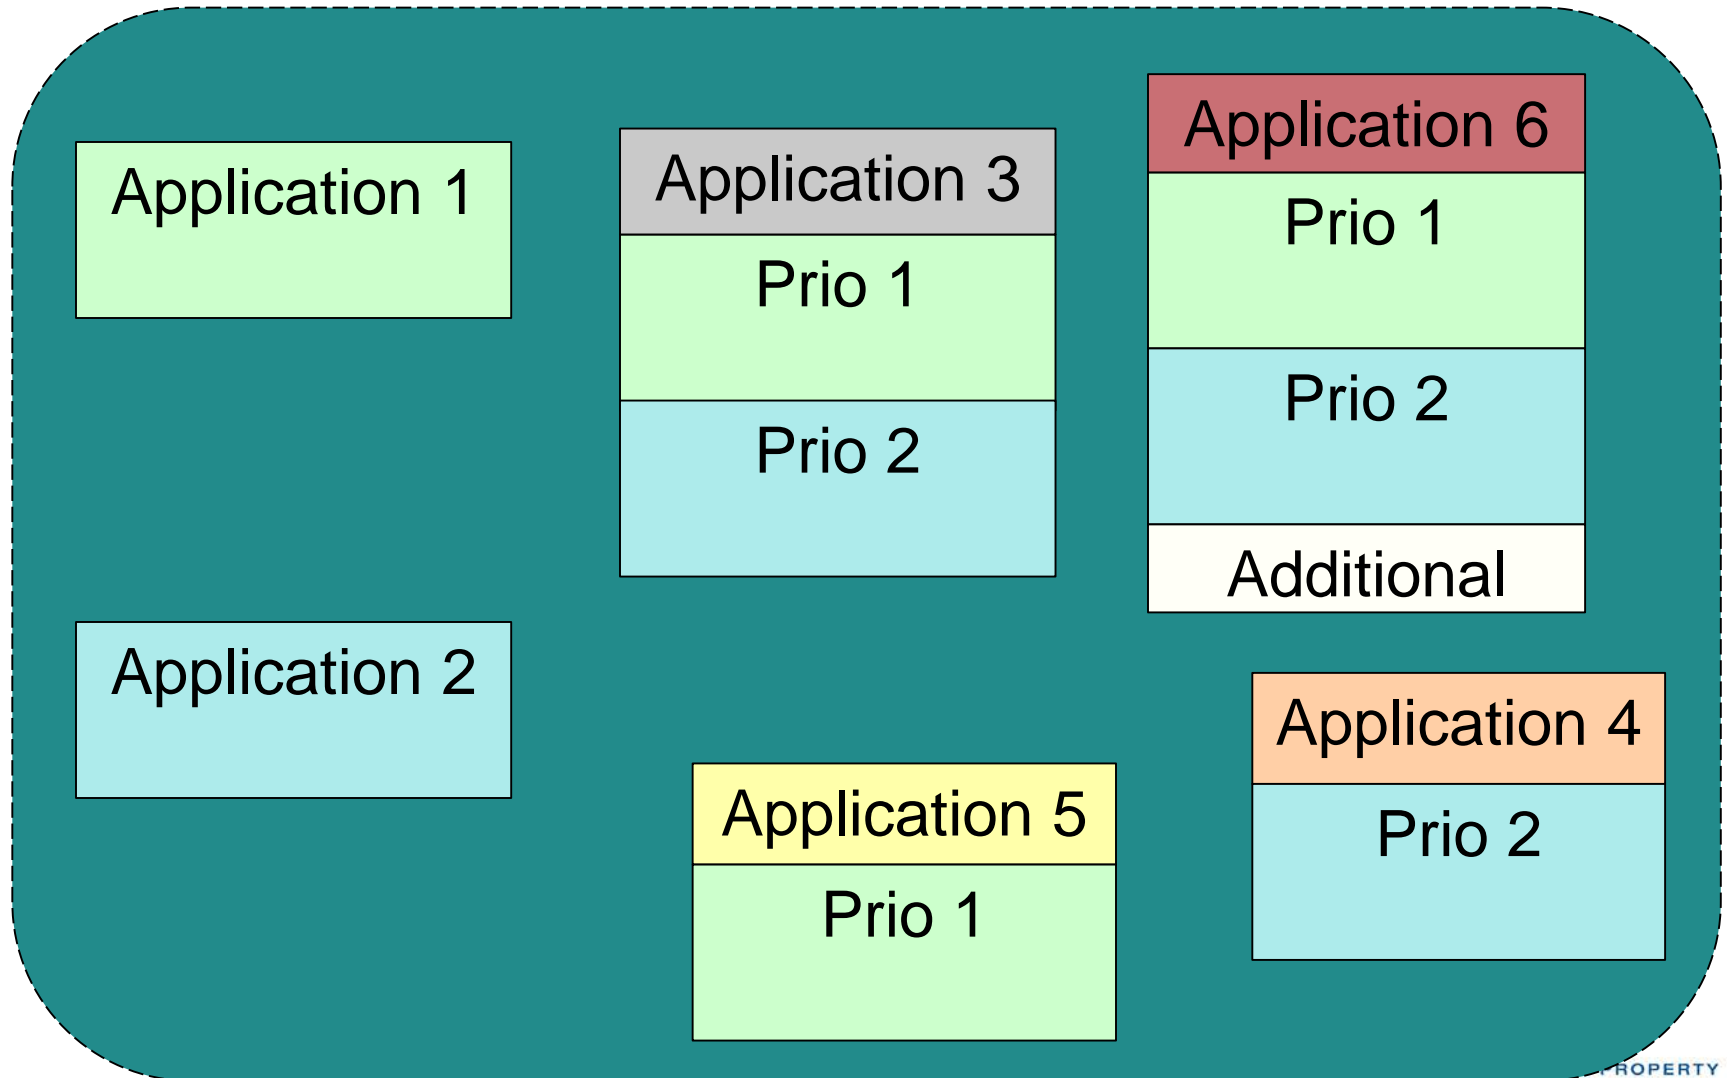 Application 1
Application 2
Application 3
Prio 1
Prio 2
Application 6
Prio 1
Prio 2
Additional
Application 5
Prio 1
Application 4
Prio 2